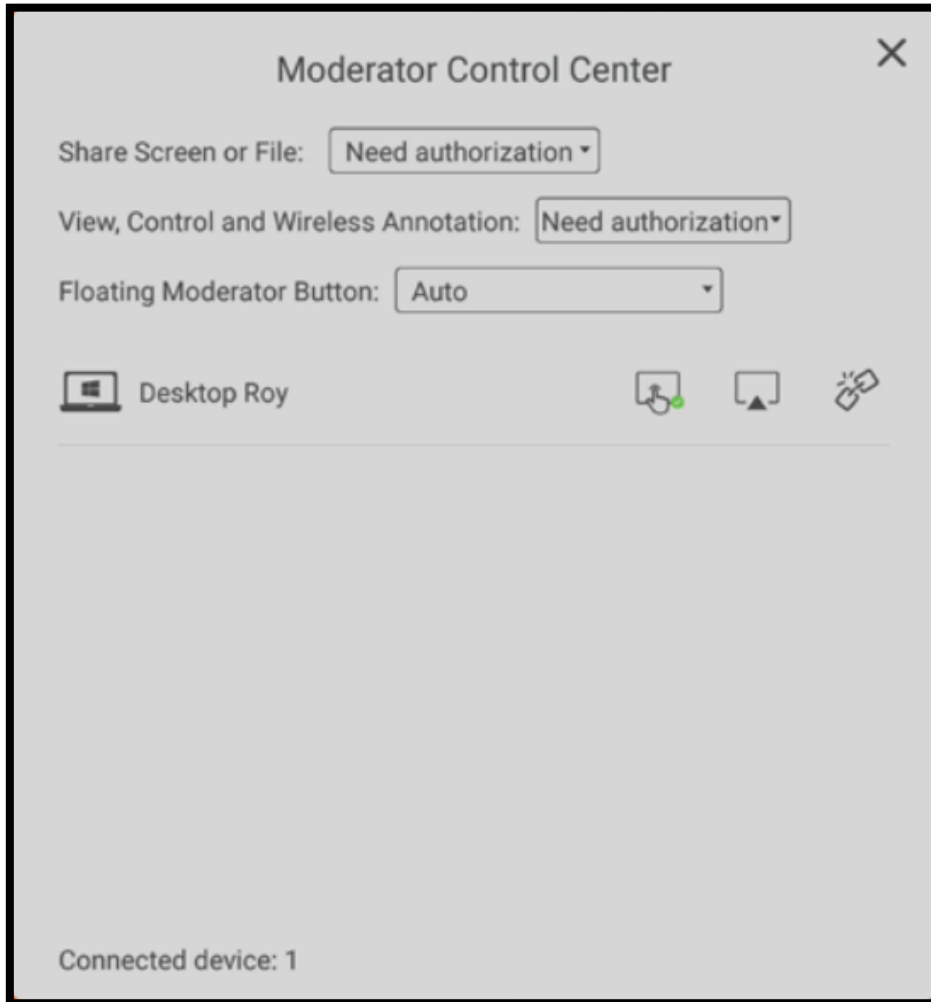 Moderator Control Center
Share Screen or File: Need authorization
View, Control and Wireless Annotation: Need authorization
Floating Moderator Button: Auto
Desktop Roy
Connected device: 1